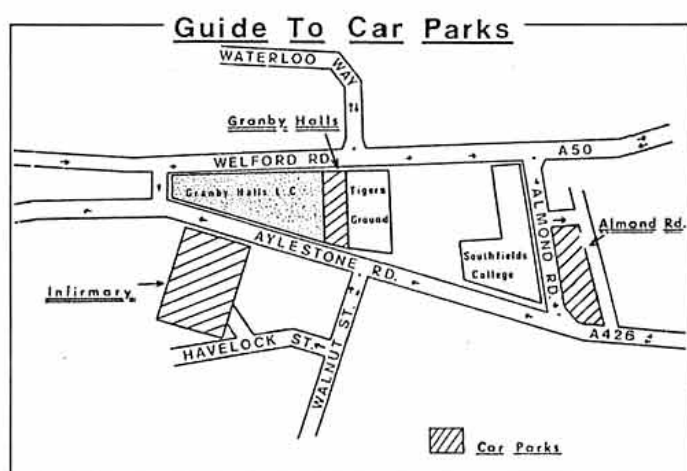 Guide To Car Parks
WATERLOO WAY
Granby Halls
WELFORD RD.
A50
Granby Halls L.C
Tigers
Ground
ALMOND RD.
Almond Rd.
AYLESTONE RD.
Southfields
College
Infirmary
HAVELOCK ST.
WALNUT ST.
A426
Car Parks